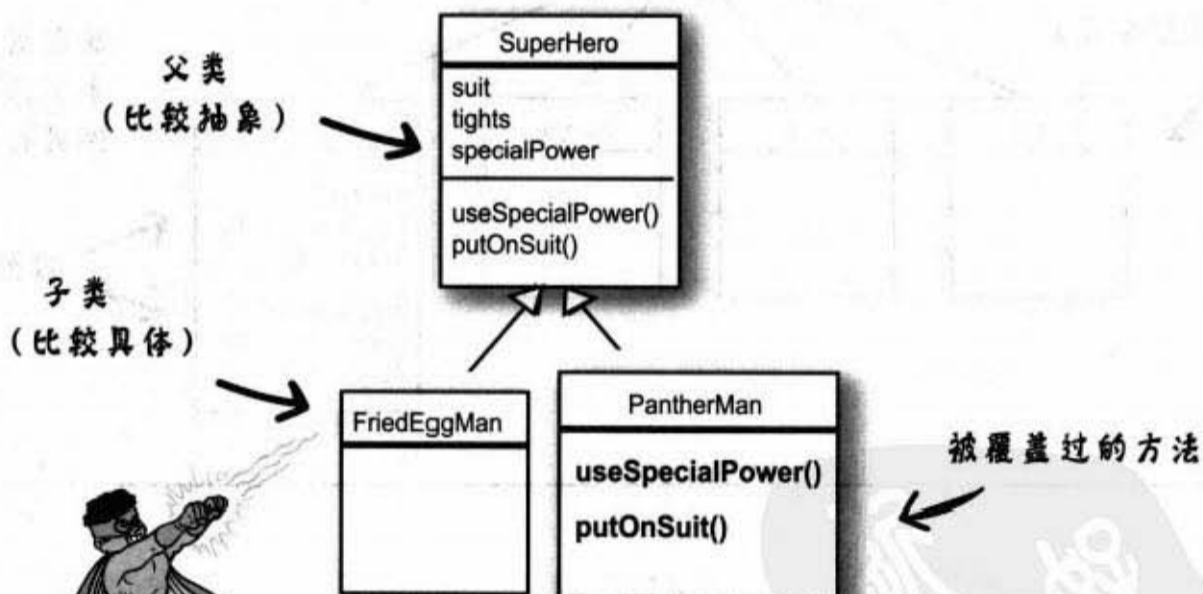 SuperHero
父类
（比较抽象）
suit
tights
specialPower
useSpecialPower()
putOnSuit()
子类
（比较具体）
FriedEggMan
PantherMan
useSpecialPower()
putOnSuit()
被覆盖过的方法